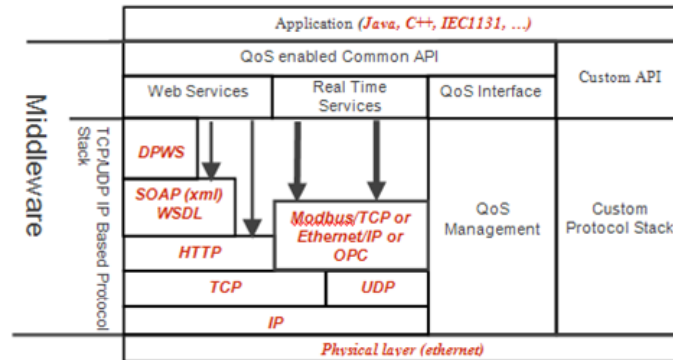 Application (Java, C++, IEC1131, ...)
Middleware
QoS enabled Common API
Custom API
Web Services
Real Time
Services
QoS Interface
TCP/UDP IP Based Protocol
Stack
DPWS
SOAP (xml)
WSDL
HTTP
Modbus/TCP or
Ethernet/IP or
OPC
QoS
Management
Custom
Protocol Stack
TCP
UDP
IP
Physical layer (ethernet)